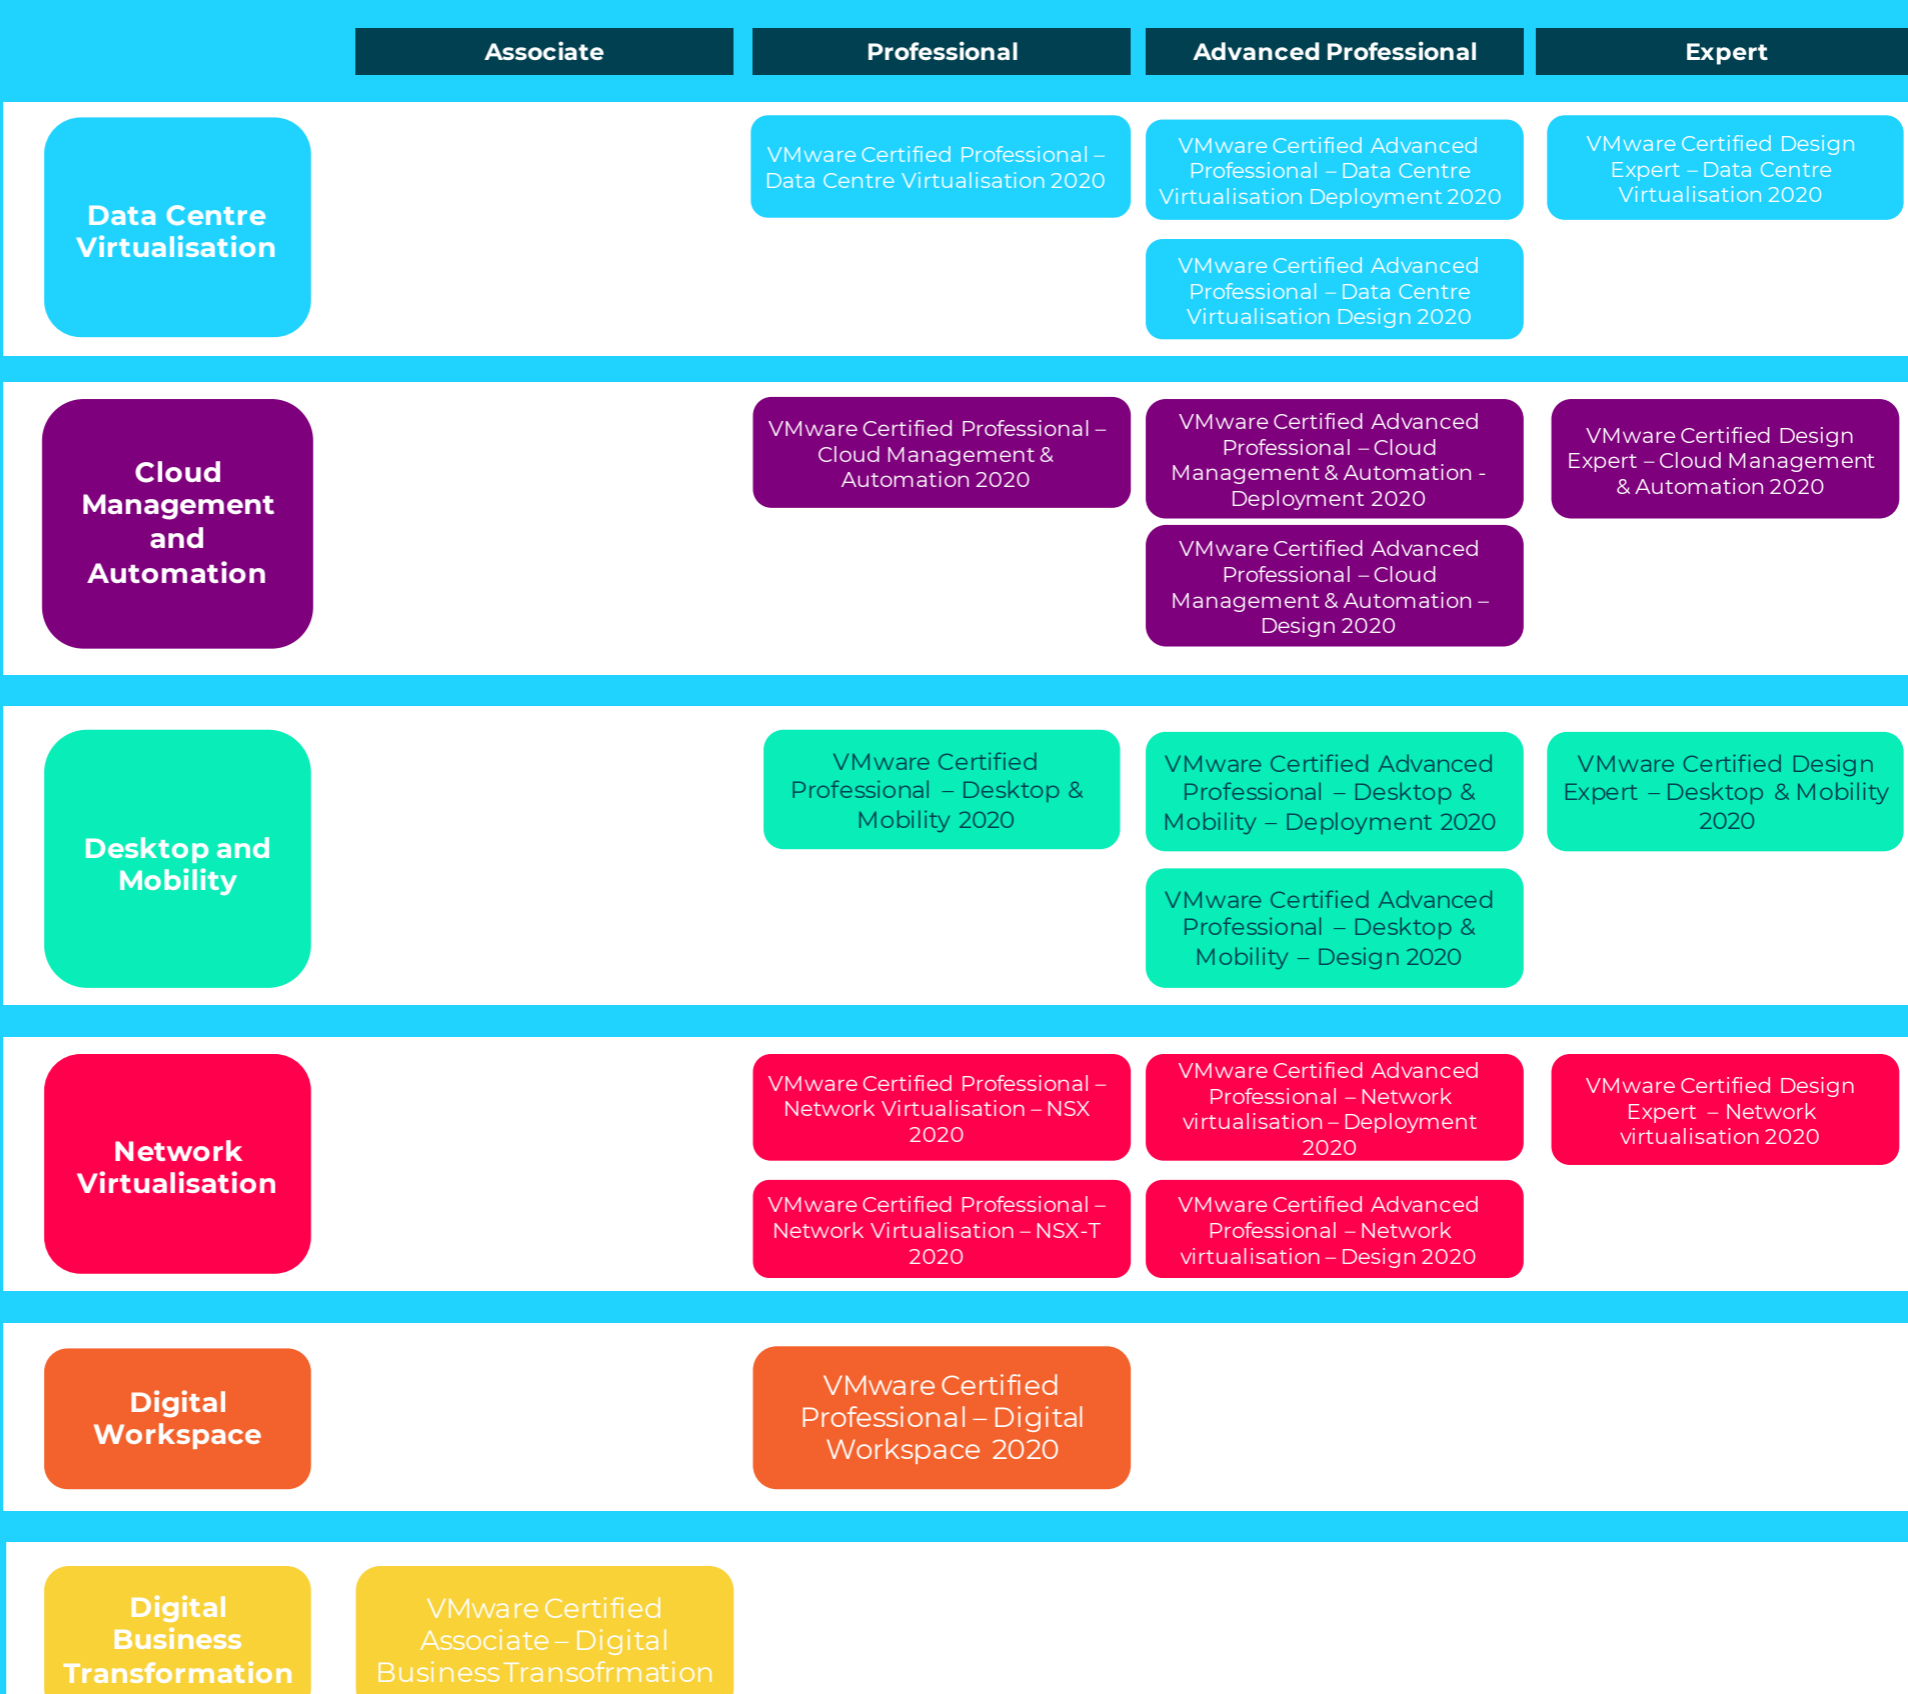 Associate
Professional
Advanced Professional
Expert
Data Centre
Virtualisation
VMware Certified Professional –
Data Centre Virtualisation 2020
VMware Certified Advanced
Professional – Data Centre
Virtualisation Deployment 2020
VMware Certified Design
Expert – Data Centre
Virtualisation 2020
VMware Certified Advanced
Professional – Data Centre
Virtualisation Design 2020
Cloud
Management
and
Automation
VMware Certified Professional –
Cloud Management &
Automation 2020
VMware Certified Advanced
Professional – Cloud
Management & Automation -
Deployment 2020
VMware Certified Design
Expert – Cloud Management
& Automation 2020
VMware Certified Advanced
Professional – Cloud
Management & Automation –
Design 2020
Desktop and
Mobility
VMware Certified
Professional – Desktop &
Mobility 2020
VMware Certified Advanced
Professional – Desktop &
Mobility – Deployment 2020
VMware Certified Design
Expert – Desktop & Mobility
2020
VMware Certified Advanced
Professional – Desktop &
Mobility – Design 2020
Network
Virtualisation
VMware Certified Professional –
Network Virtualisation – NSX
2020
VMware Certified Advanced
Professional – Network
virtualisation – Deployment
2020
VMware Certified Design
Expert – Network
virtualisation 2020
VMware Certified Professional –
Network Virtualisation – NSX-T
2020
VMware Certified Advanced
Professional – Network
virtualisation – Design 2020
Digital
Workspace
VMware Certified
Professional – Digital
Workspace 2020
Digital
Business
Transformation
VMware Certified
Associate – Digital
Business Transofrmation